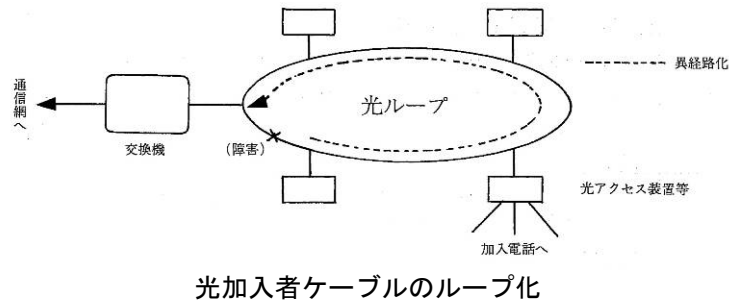 異経路化
通信網へ
光ループ
交換機
(障害)
光アクセス装置等
加入電話へ
光加入者ケーブルのループ化